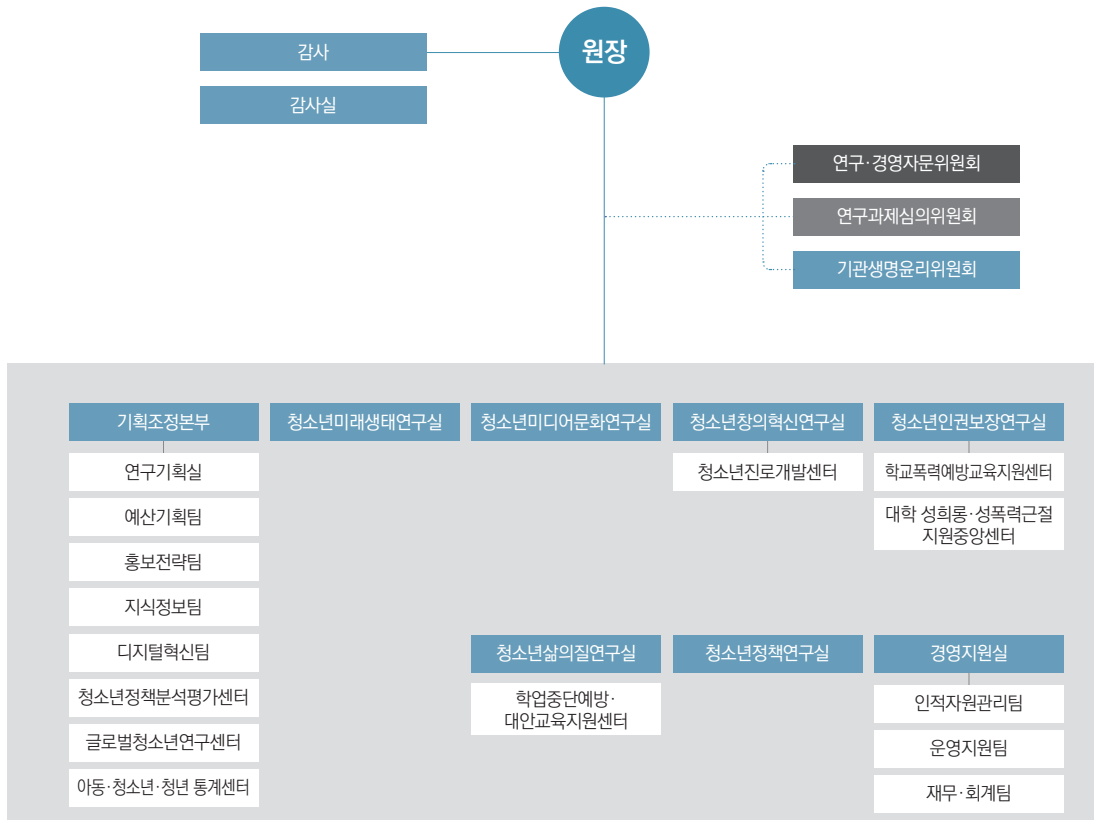 원장
감사
감사실
연구·경영자문위원회
연구과제심의위원회
기관생명윤리위원회
기획조정본부
연구기획실
예산기획팀
홍보전략팀
지식정보팀
디지털혁신팀
청소년정책분석평가센터
글로벌청소년연구센터
아동·청소년·청년 통계센터
청소년미래생태연구실
청소년미디어문화연구실
청소년창의혁신연구실
청소년진로개발센터
청소년인권보장연구실
학교폭력예방교육지원센터
대학 성희롱·성폭력근절
지원중앙센터
청소년삶의질연구실
학업중단예방·
대안교육지원센터
청소년정책연구실
경영지원실
인적자원관리팀
운영지원팀
재무·회계팀